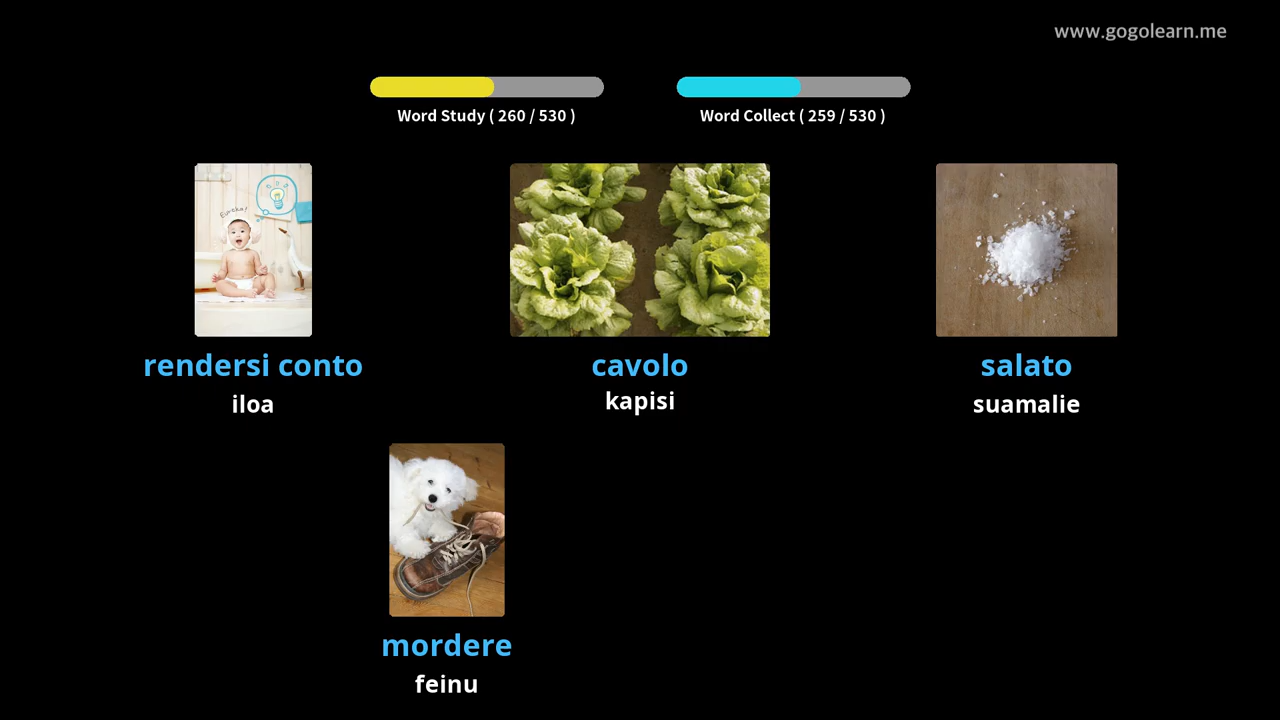 www.gogolearn.me
Word Study ( 260 / 530 )
Word Collect ( 259 / 530 )
Eureka!
rendersi conto
iloa
cavolo
kapisi
salato
suamalie
mordere
feinu